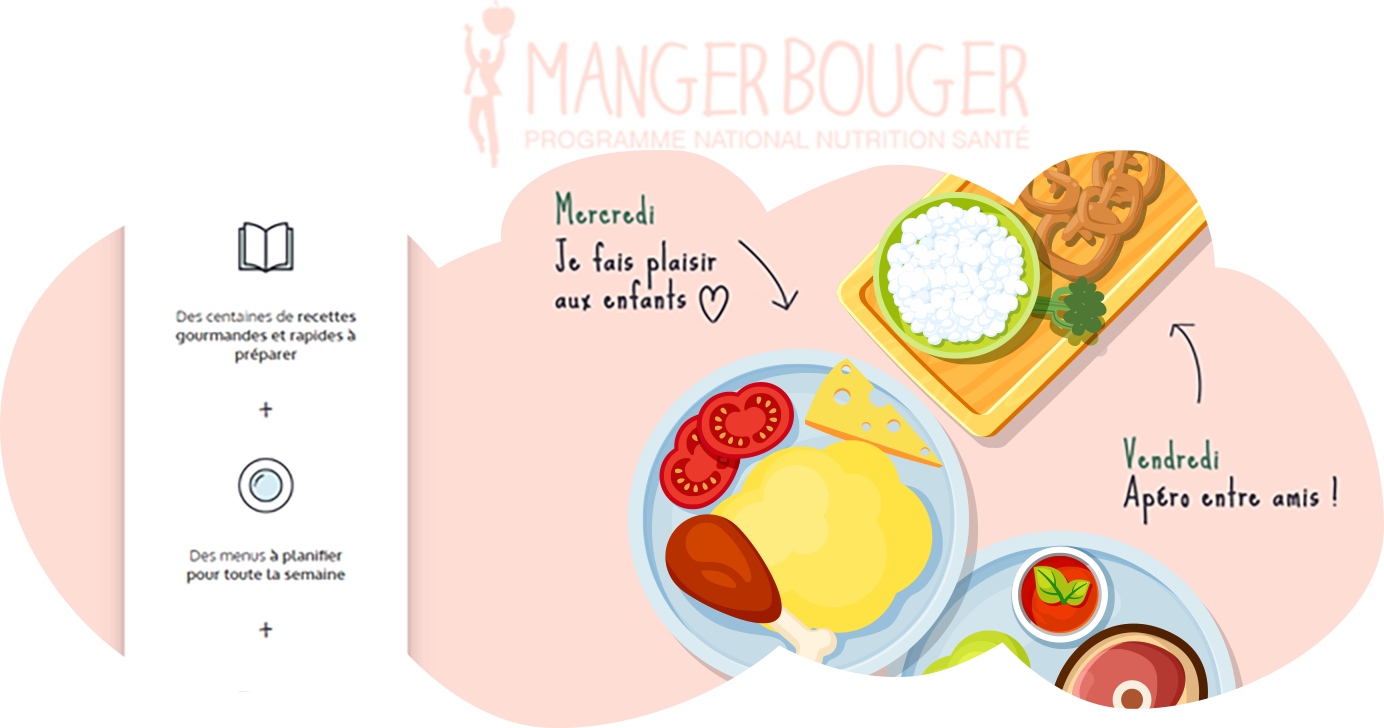 MANGER BOUGER
PROGRAMME NATIONAL NUTRITION SANTÉ
Mercredi
Je fais plaisir
aux enfants
Des centaines de recettes
gourmandes et rapides à
préparer
+
Des menus à planifier
pour toute la semaine
+
Vendredi
Apéro entre amis !